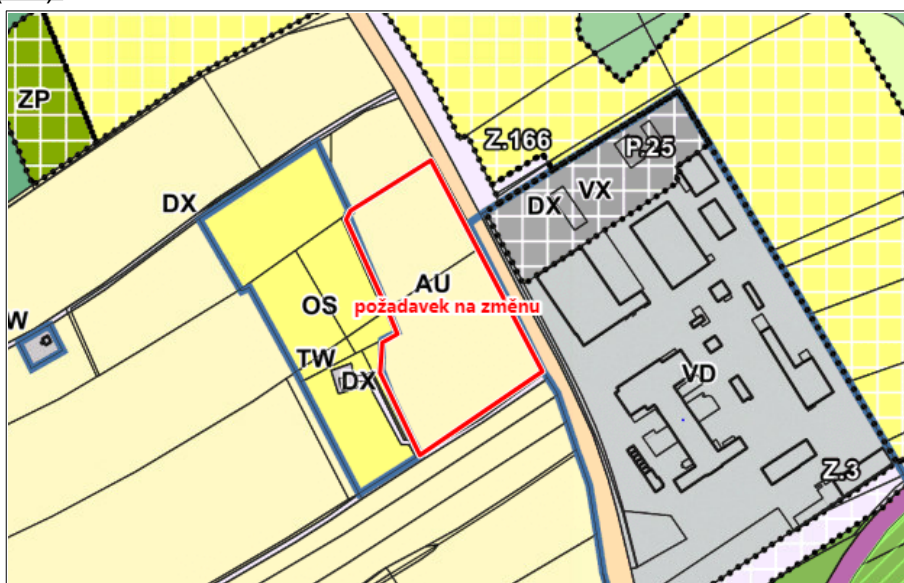 ZP
Z.166
P.25
DX
DX
VX
AU
požadavek na změnu
OS
W
TW
DX
VD
Z.3